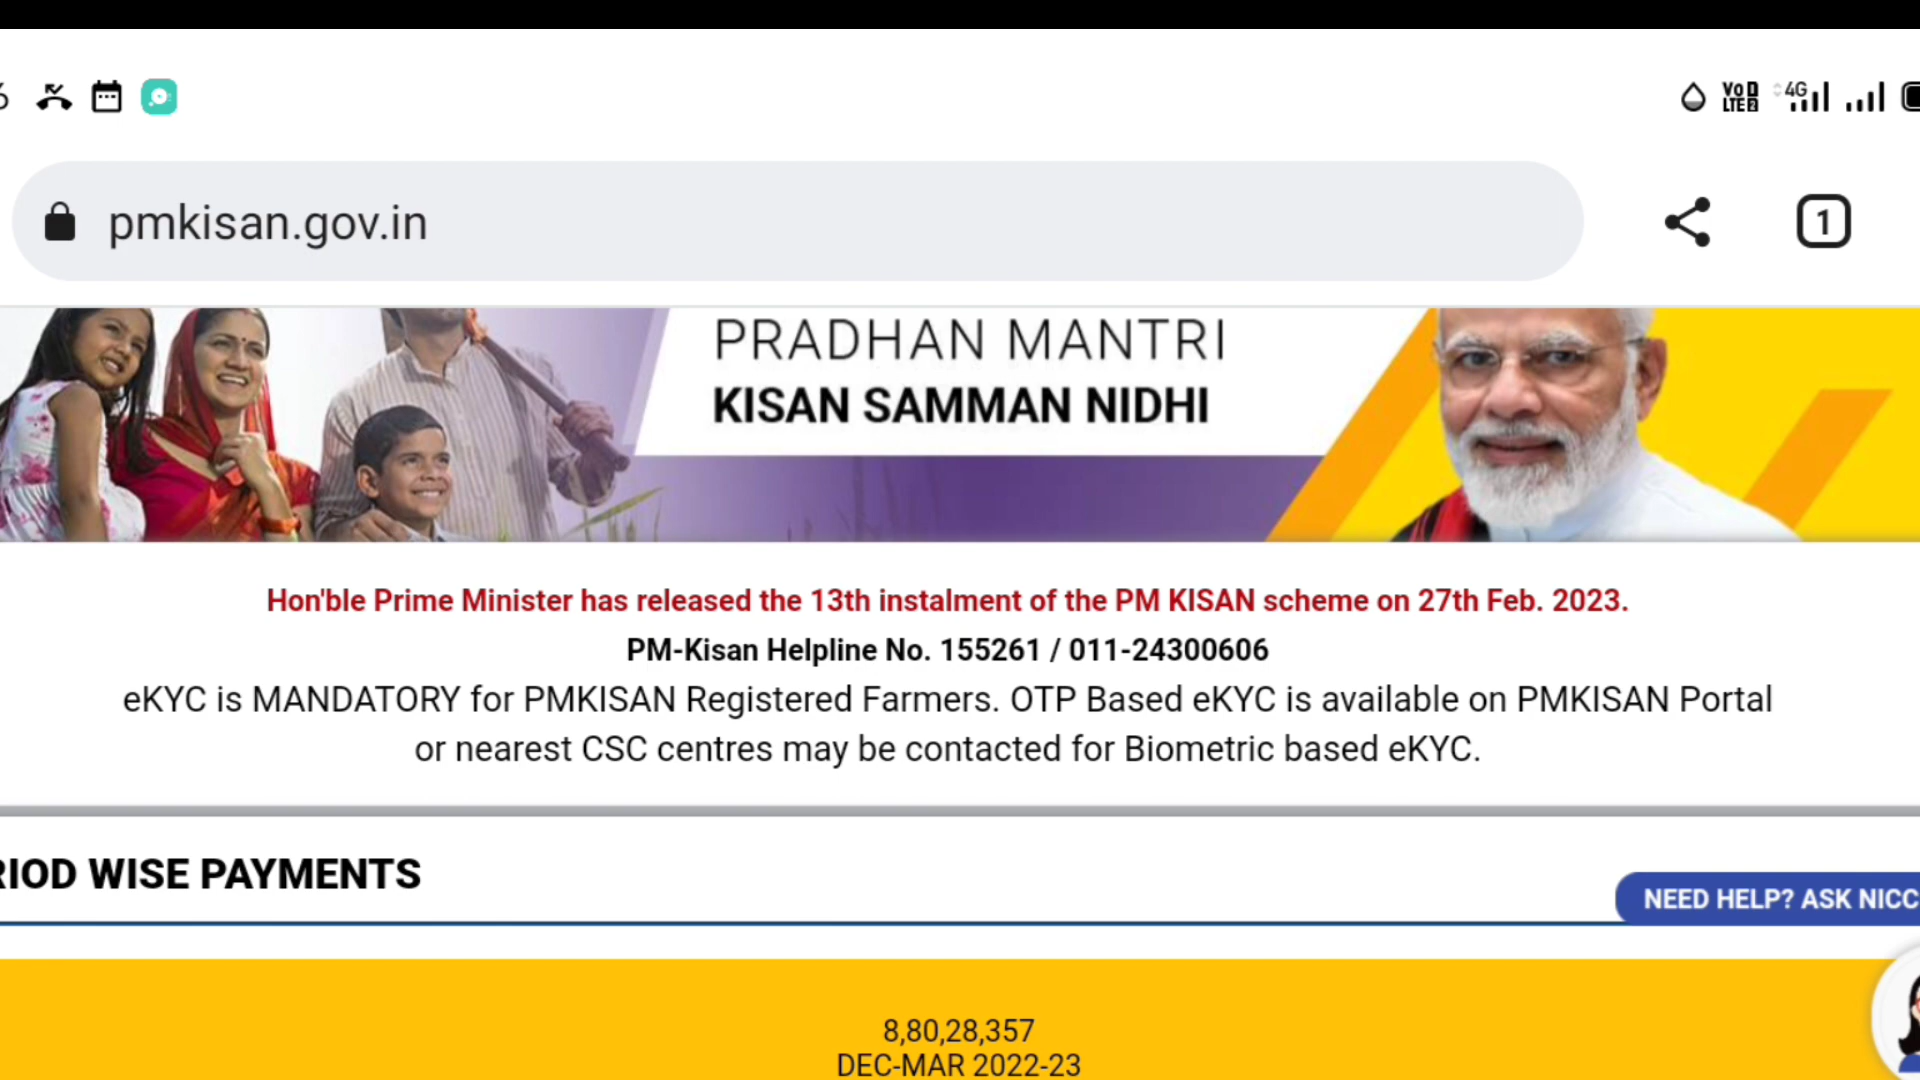 VoD
LTE2
4G
pmkisan.gov.in
1
PRADHAN MANTRI
KISAN SAMMAN NIDHI
Hon'ble Prime Minister has released the 13th instalment of the PM KISAN scheme on 27th Feb. 2023.
PM-Kisan Helpline No. 155261 / 011-24300606
eKYC is MANDATORY for PMKISAN Registered Farmers. OTP Based eKYC is available on PMKISAN Portal
or nearest CSC centres may be contacted for Biometric based eKYC.
RIOD WISE PAYMENTS
NEED HELP? ASK NICC
8,80,28,357
DEC-MAR 2022-23